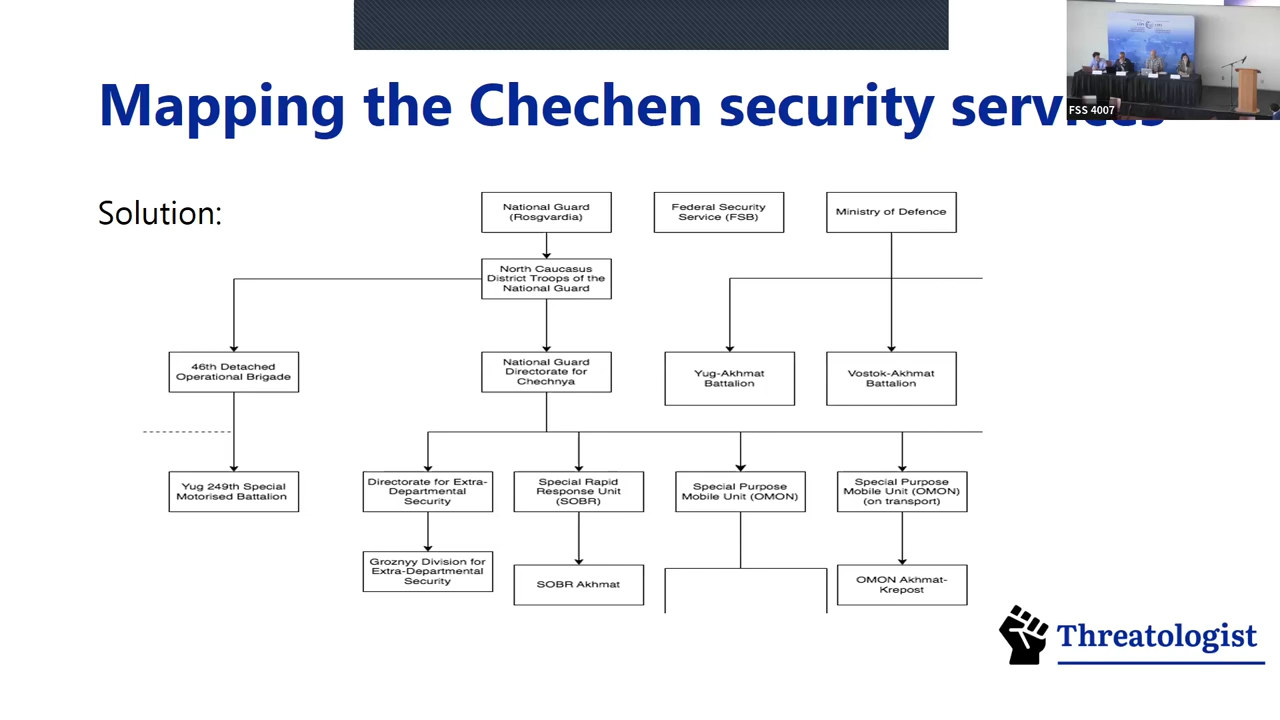 Mapping the Chechen security services
FSS 4007
Solution:
National Guard
(Rosgvardia)
Federal Security
Service (FSB)
Ministry of Defence
North Caucasus
District Troops of the
National Guard
46th Detached
Operational Brigade
National Guard
Directorate for
Chechnya
Yug-Akhmat
Battalion
Vostok-Akhmat
Battalion
Yug 249th Special
Motorised Battalion
Directorate for Extra-
Departmental
Security
Special Rapid
Response Unit
(SOBR)
Special Purpose
Mobile Unit (OMON)
Special Purpose
Mobile Unit (OMON)
(on transport)
Groznyy Division for
Extra-Departmental
Security
SOBR Akhmat
OMON Akhmat-
Krepost
Threatologist